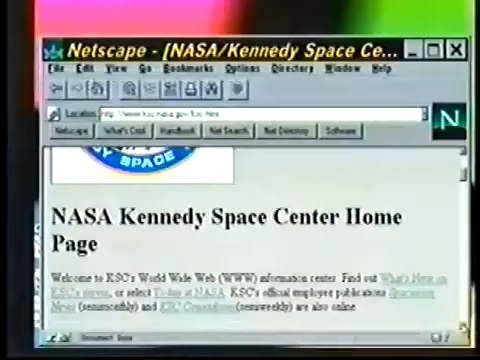 Netscape - [NASA/Kennedy Space Ce...
File Edit View Go Bookmarks Options Directory Window Help
Location: http://www.ksc.nasa.gov/ksc.html
N
Netscape What's Cool Handbook Net Search Net Directory Software
Y SPACE
NASA Kennedy Space Center Home
Page
Welcome to KSC's World Wide Web (WWW) information center. Find out What's New on
KSC's server, or select Today at NASA. KSC's official employee publications Spaceport
News (semimonthly) and KSC Countdown (semiweekly) are also online.
Document: Done